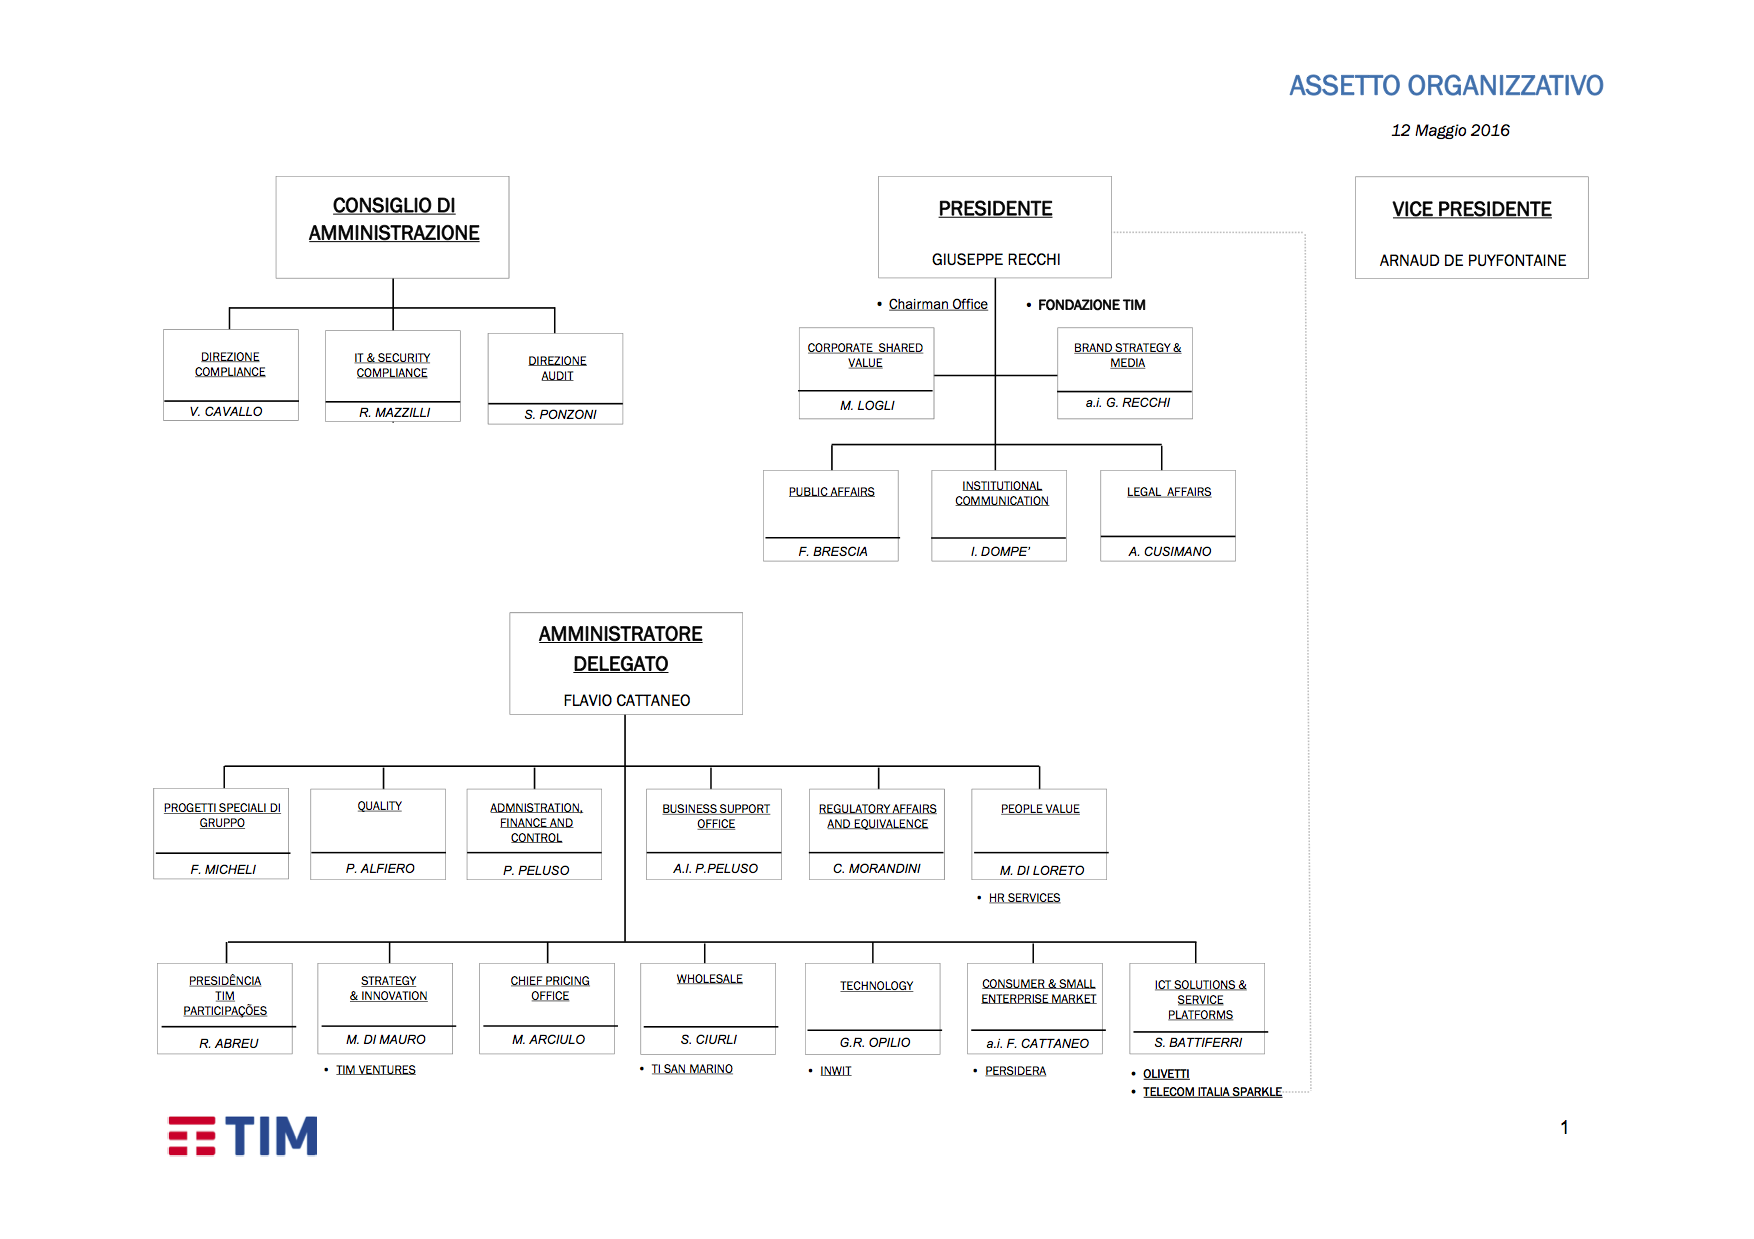 ASSETTO ORGANIZZATIVO
12 Maggio 2016
CONSIGLIO DI
AMMINISTRAZIONE
DIREZIONE
COMPLIANCE
V. CAVALLO
IT & SECURITY
COMPLIANCE
R. MAZZILLI
DIREZIONE
AUDIT
S. PONZONI
PRESIDENTE
GIUSEPPE RECCHI
• Chairman Office
• FONDAZIONE TIM
CORPORATE SHARED
VALUE
M. LOGLI
BRAND STRATEGY &
MEDIA
a.i. G. RECCHI
PUBLIC AFFAIRS
F. BRESCIA
INSTITUTIONAL
COMMUNICATION
I. DOMPE'
LEGAL AFFAIRS
A. CUSIMANO
VICE PRESIDENTE
ARNAUD DE PUYFONTAINE
AMMINISTRATORE
DELEGATO
FLAVIO CATTANEO
PROGETTI SPECIALI DI
GRUPPO
F. MICHELI
QUALITY
P. ALFIERO
ADMNISTRATION,
FINANCE AND
CONTROL
P. PELUSO
BUSINESS SUPPORT
OFFICE
A.I. P.PELUSO
REGULATORY AFFAIRS
AND EQUIVALENCE
C. MORANDINI
PEOPLE VALUE
M. DI LORETO
• HR SERVICES
PRESIDÊNCIA
TIM
PARTICIPAÇÕES
R. ABREU
STRATEGY
& INNOVATION
M. DI MAURO
• TIM VENTURES
CHIEF PRICING
OFFICE
M. ARCIULO
WHOLESALE
S. CIURLI
• TI SAN MARINO
TECHNOLOGY
G.R. OPILIO
• INWIT
CONSUMER & SMALL
ENTERPRISE MARKET
a.i. F. CATTANEO
• PERSIDERA
ICT SOLUTIONS &
SERVICE
PLATFORMS
S. BATTIFERRI
• OLIVETTI
• TELECOM ITALIA SPARKLE
TIM
1